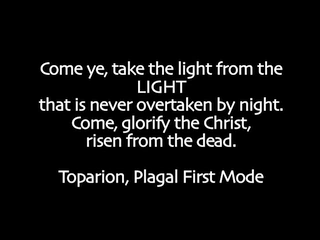 Come ye, take the light from the
LIGHT
that is never overtaken by night.
Come, glorify the Christ,
risen from the dead.
Toparion, Plagal First Mode